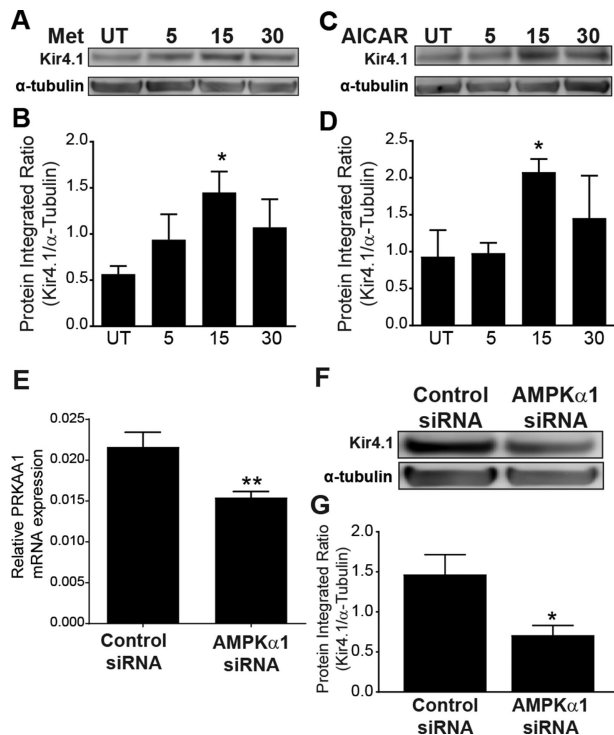 A
Met UT 5 15 30
Kir4.1
α-tubulin
B
Protein Integrated Ratio
(Kir4.1/α-Tubulin)
1.5
1.0
0.5
0.0
2.0
*
UT 5 15 30
C
AICAR UT 5 15 30
Kir4.1
α-tubulin
D
Protein Integrated Ratio
(Kir4.1/α-Tubulin)
2.5
2.0
1.5
1.0
0.5
0.0
*
UT 5 15 30
E
Relative PRKAA1
mRNA expression
0.025
0.020
0.015
0.010
0.005
0.000
**
Control
siRNA
AMPKα1
siRNA
F
Control
siRNA
AMPKα1
siRNA
Kir4.1
α-tubulin
G
Protein Integrated Ratio
(Kir4.1/α-Tubulin)
2.0
1.5
1.0
0.5
0.0
*
Control
siRNA
AMPKα1
siRNA